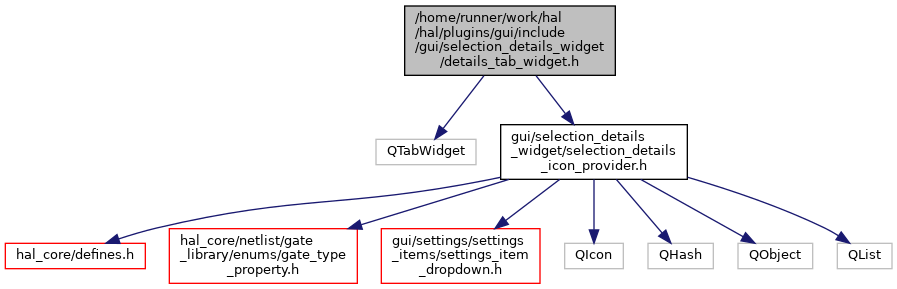 /home/runner/work/hal
/hal/plugins/gui/include
/gui/selection_details_widget
/details_tab_widget.h
QTabWidget
gui/selection_details
_widget/selection_details
_icon_provider.h
hal_core/defines.h
hal_core/netlist/gate
_library/enums/gate_type
_property.h
gui/settings/settings
_items/settings_item
_dropdown.h
QIcon
QHash
QObject
QList